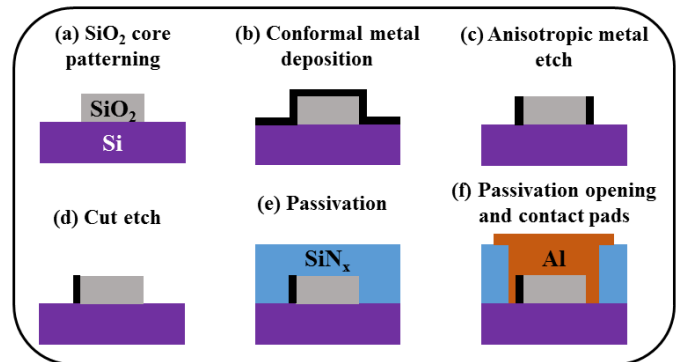 (a) SiO₂ core
patterning
(b) Conformal metal
deposition
(c) Anisotropic metal
etch
SiO₂
Si
(d) Cut etch
(e) Passivation
(f) Passivation opening
and contact pads
SiNₓ
Al